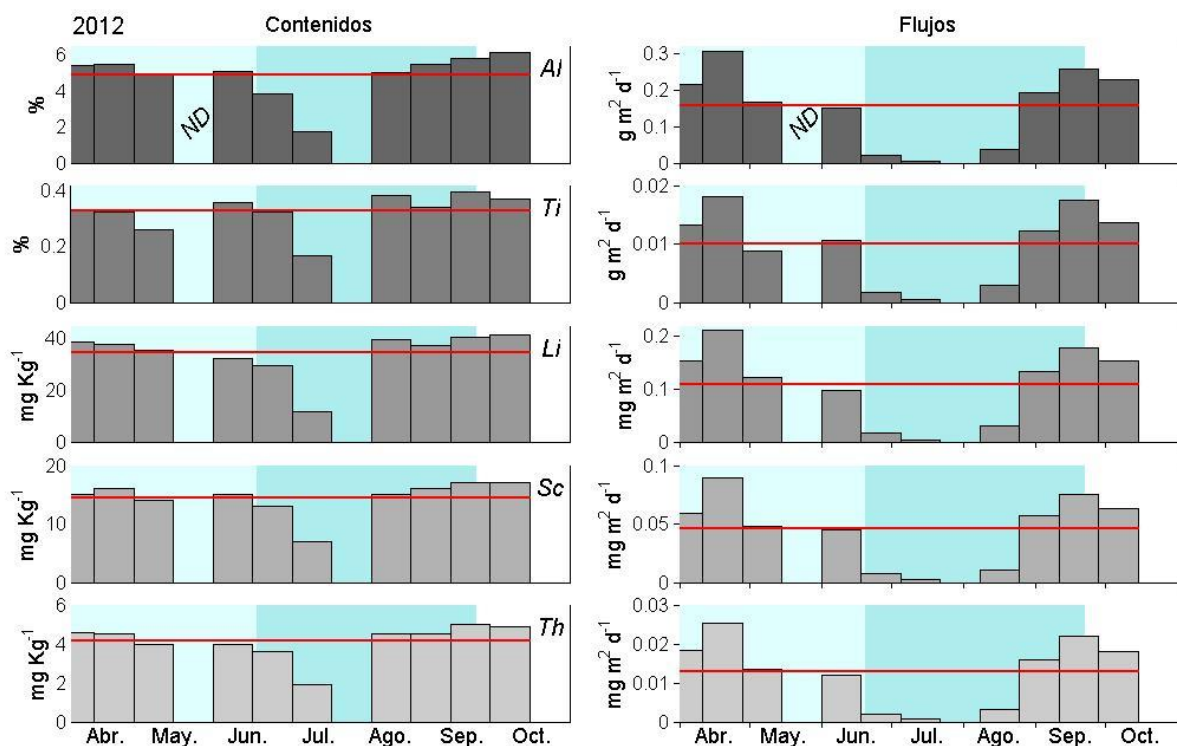 2012 Contenidos Flujos
6 4 2 0 % ND Al
0.3 0.2 0.1 0 g m² d⁻¹ ND
0.4 0.2 0 % Ti
0.02 0.01 0 g m² d⁻¹
40 20 0 mg Kg⁻¹ Li
0.2 0.1 0 mg m² d⁻¹
20 10 0 mg Kg⁻¹ Sc
0.1 0.05 0 mg m² d⁻¹
6 4 2 0 mg Kg⁻¹ Th
0.03 0.02 0.01 0 mg m² d⁻¹
Abr. May. Jun. Jul. Ago. Sep. Oct.
Abr. May. Jun. Jul. Ago. Sep. Oct.